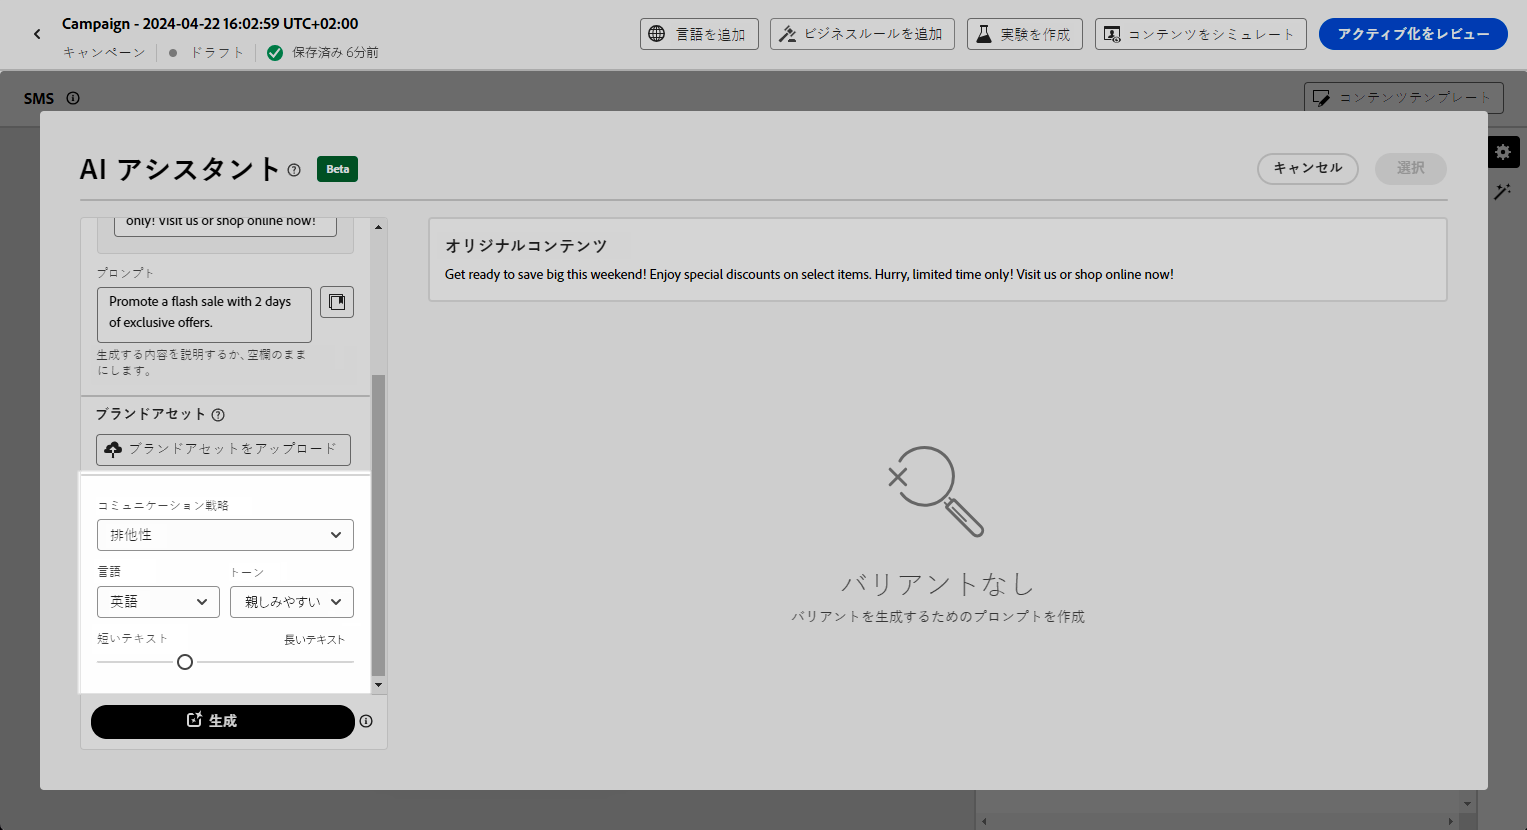 Campaign - 2024-04-22 16:02:59 UTC+02:00
キャンペーン ドラフト 保存済み 6分前
言語を追加
ビジネスルールを追加
実験を作成
コンテンツをシミュレート
アクティブ化をレビュー
SMS
コンテンツテンプレート
AI アシスタント
Beta
キャンセル
選択
only! Visit us or shop online now!
プロンプト
Promote a flash sale with 2 days
of exclusive offers.
生成する内容を説明するか、空欄のまま
にします。
ブランドアセット
ブランドアセットをアップロード
コミュニケーション戦略
排他性
言語 トーン
英語 親しみやすい
短いテキスト 長いテキスト
生成
オリジナルコンテンツ
Get ready to save big this weekend! Enjoy special discounts on select items. Hurry, limited time only! Visit us or shop online now!
バリアントなし
バリアントを生成するためのプロンプトを作成